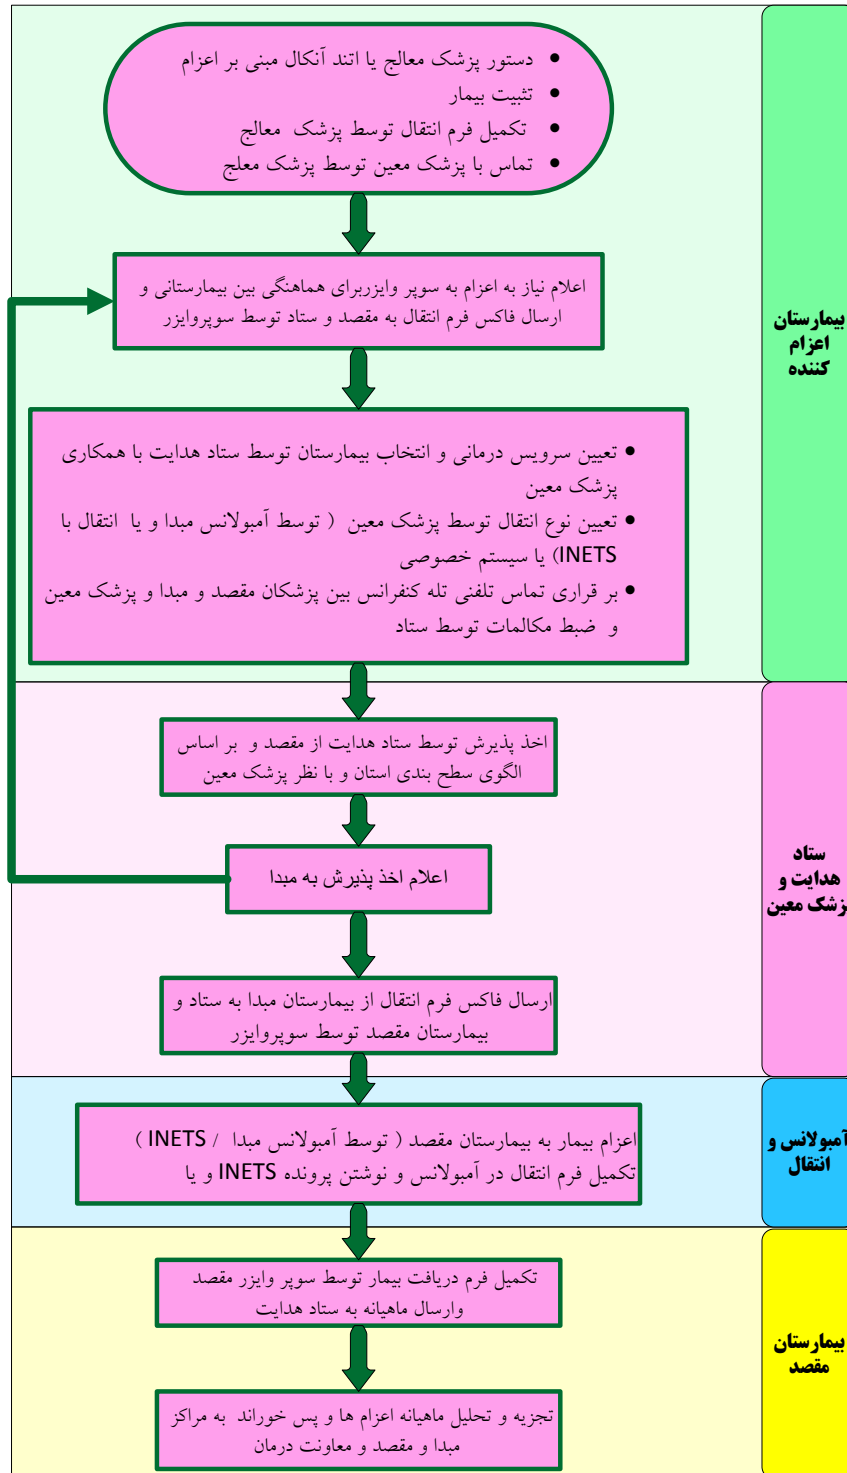 دستور پزشک معالج یا اتند آنکال مبنی بر اعزام
تثبیت بیمار
تکمیل فرم انتقال توسط پزشک معالج
تماس با پزشک معین توسط پزشک معلج
اعلام نیاز به اعزام به سوپر وایزربرای هماهنگی بین بیمارستانی و
ارسال فاکس فرم انتقال به مقصد و ستاد توسط سوپروایزر
بیمارستان
اعزام
کننده
تعیین سرویس درمانی و انتخاب بیمارستان توسط ستاد هدایت با همکاری
پزشک معین
تعیین نوع انتقال توسط پزشک معین ( توسط آمبولانس مبدا و یا انتقال با
INETS) یا سیستم خصوصی
بر قراری تماس تلفنی تله کنفرانس بین پزشکان مقصد و مبدا و پزشک معین
و ضبط مکالمات توسط ستاد
اخذ پذیرش توسط ستاد هدایت از مقصد و بر اساس
الگوی سطح بندی استان و با نظر پزشک معین
اعلام اخذ پذیرش به مبدا
ستاد
هدایت و
پزشک معین
ارسال فاکس فرم انتقال از بیمارستان مبدا به ستاد و
بیمارستان مقصد توسط سوپروایزر
اعزام بیمار به بیمارستان مقصد ( توسط آمبولانس مبدا / INETS )
تکمیل فرم انتقال در آمبولانس و نوشتن پرونده INETS و یا
آمبولانس و
انتقال
تکمیل فرم دریافت بیمار توسط سوپر وایزر مقصد
وارسال ماهیانه به ستاد هدایت
بیمارستان
مقصد
تجزیه و تحلیل ماهیانه اعزام ها و پس خوراند به مراکز
مبدا و مقصد و معاونت درمان